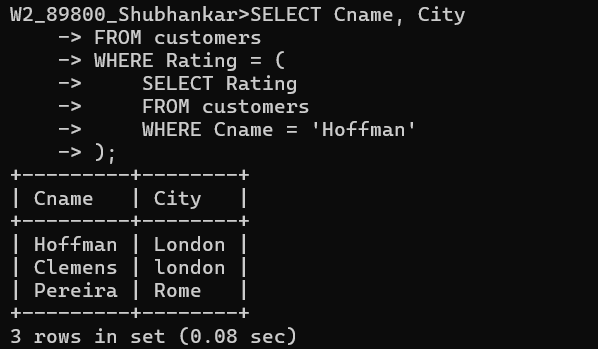 W2_89800_Shubhankar>SELECT Cname, City
    -> FROM customers
    -> WHERE Rating = (
    ->     SELECT Rating
    ->     FROM customers
    ->     WHERE Cname = 'Hoffman'
    -> );
+---------+--------+
| Cname   | City   |
+---------+--------+
| Hoffman | London |
| Clemens | london |
| Pereira | Rome   |
+---------+--------+
3 rows in set (0.08 sec)